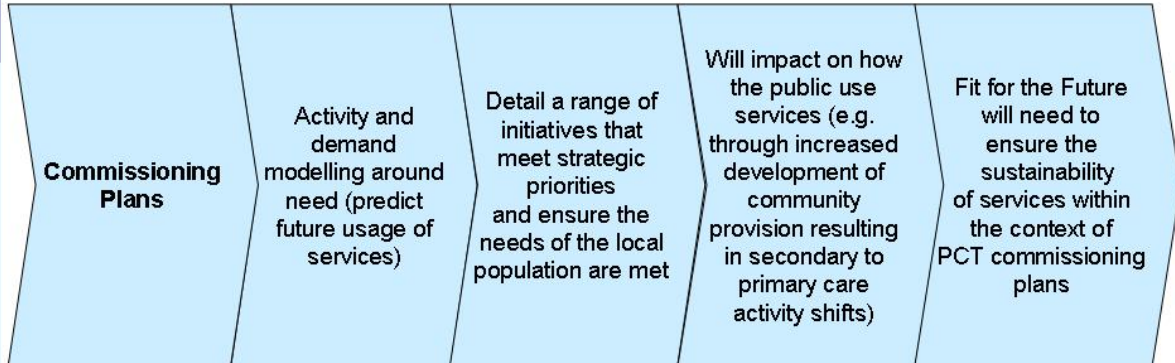 Commissioning
Plans
Activity and
demand
modelling around
need (predict
future usage of
services)
Detail a range of
initiatives that
meet strategic
priorities
and ensure the
needs of the local
population are met
Will impact on how
the public use
services (e.g.
through increased
development of
community
provision resulting
in secondary to
primary care
activity shifts)
Fit for the Future
will need to
ensure the
sustainability
of services within
the context of
PCT commissioning
plans